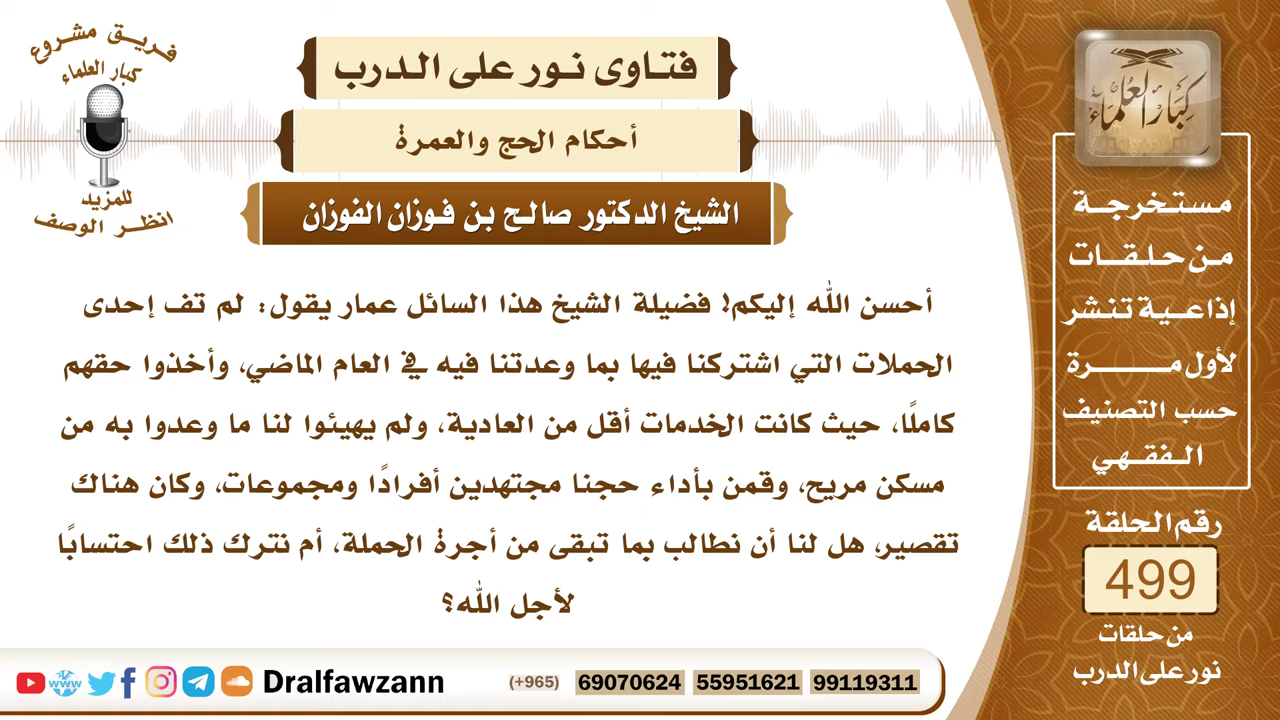 فريق مشروع
كبار العلماء
للمزيد
انظر الوصف
فتاوى نور على الدرب
أحكام الحج والعمرة
الشيخ الدكتور صالح بن فوزان الفوزان
أحسن الله إليكم! فضيلة الشيخ هذا السائل عمار يقول: لم تف إحدى
الحملات التي اشتركنا فيها بما وعدتنا فيه في العام الماضي، وأخذوا حقهم
كاملًا، حيث كانت الخدمات أقل من العادية، ولم يهيئوا لنا ما وعدوا به من
مسكن مريح، وقمن بأداء حجنا مجتهدين أفرادًا ومجموعات، وكان هناك
تقصير، هل لنا أن نطالب بما تبقى من أجرة الحملة، أم نترك ذلك احتسابًا
لأجل الله؟
كبار العلماء
مستخرجة
من حلقات
إذاعية تنشر
لأول مرة
حسب التصنيف
الفقهي
رقم الحلقة
499
من حلقات
نور على الدرب
www
Dralfawzann
(+965) 69070624 55951621 99119311